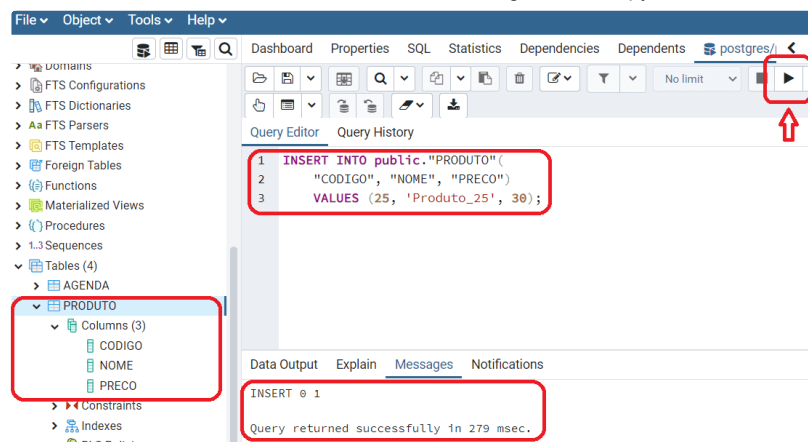 File Object Tools Help
Dashboard Properties SQL Statistics Dependencies Dependents postgres/
Domains
FTS Configurations
FTS Dictionaries
Aa FTS Parsers
FTS Templates
Foreign Tables
Functions
Materialized Views
Procedures
1..3 Sequences
Tables (4)
AGENDA
PRODUTO
Columns (3)
CODIGO
NOME
PRECO
Constraints
Indexes
No limit
Query Editor Query History
1 INSERT INTO public."PRODUTO"(
2 "CODIGO", "NOME", "PRECO")
3 VALUES (25, 'Produto_25', 30);
Data Output Explain Messages Notifications
INSERT 0 1
Query returned successfully in 279 msec.